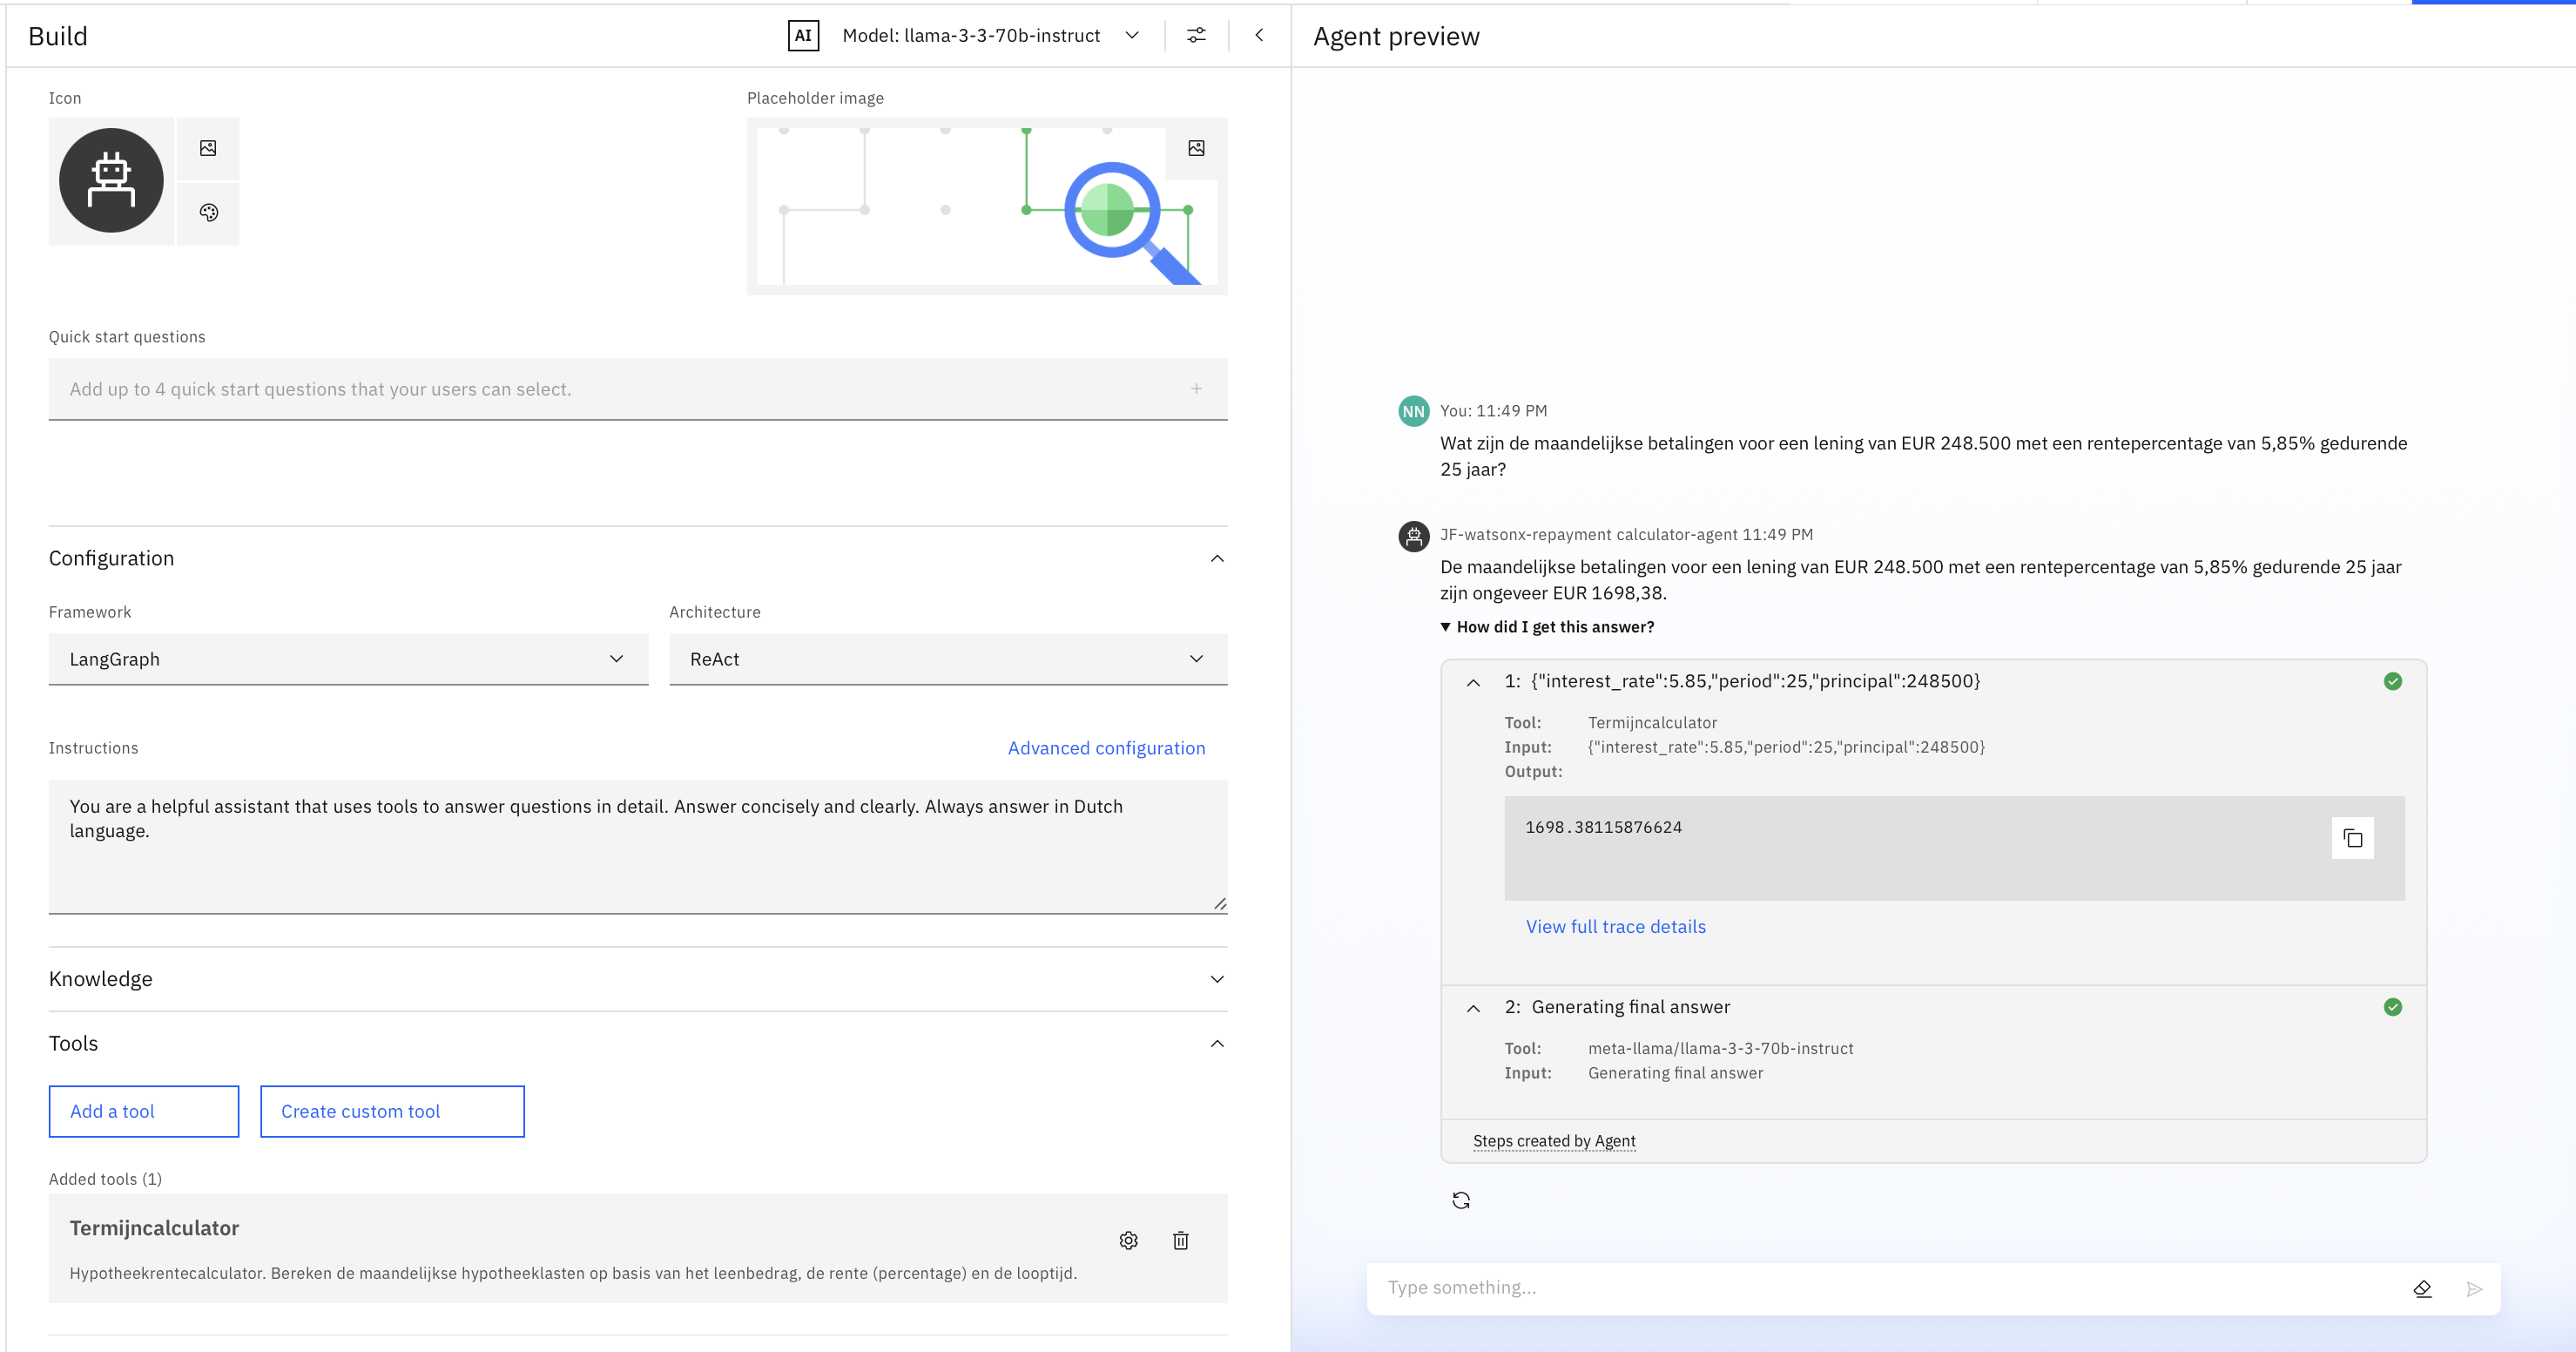 Build
AI
Model: llama-3-3-70b-instruct
Icon
Placeholder image
Quick start questions
Add up to 4 quick start questions that your users can select.
Configuration
Framework
Architecture
LangGraph
ReAct
Instructions
Advanced configuration
You are a helpful assistant that uses tools to answer questions in detail. Answer concisely and clearly. Always answer in Dutch
language.
Knowledge
Tools
Add a tool
Create custom tool
Added tools (1)
Termijncalculator
Hypotheekrentecalculator. Bereken de maandelijkse hypotheeklasten op basis van het leenbedrag, de rente (percentage) en de looptijd.
Agent preview
NN
You: 11:49 PM
Wat zijn de maandelijkse betalingen voor een lening van EUR 248.500 met een rentepercentage van 5,85% gedurende
25 jaar?
JF-watsonx-repayment calculator-agent 11:49 PM
De maandelijkse betalingen voor een lening van EUR 248.500 met een rentepercentage van 5,85% gedurende 25 jaar
zijn ongeveer EUR 1698,38.
How did I get this answer?
1: {"interest_rate":5.85,"period":25,"principal":248500}
Tool: Termijncalculator
Input: {"interest_rate":5.85,"period":25,"principal":248500}
Output:
1698.38115876624
View full trace details
2: Generating final answer
Tool: meta-llama/llama-3-3-70b-instruct
Input: Generating final answer
Steps created by Agent
Type something...